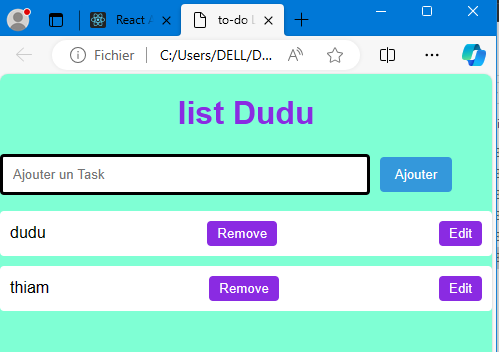 React
to-do
Fichier
C:/Users/DELL/D...
list Dudu
Ajouter un Task
Ajouter
dudu
Remove
Edit
thiam
Remove
Edit